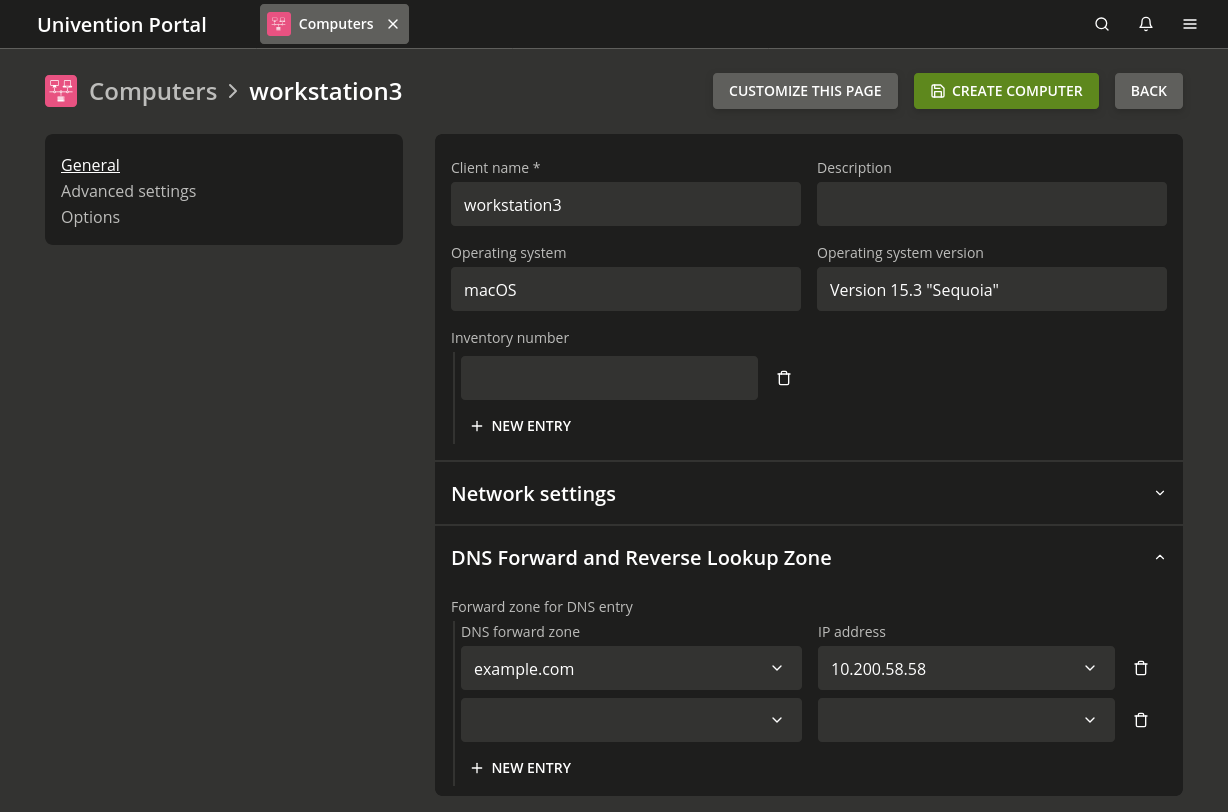 Univention Portal
Computers
Computers > workstation3
CUSTOMIZE THIS PAGE
CREATE COMPUTER
BACK
General
Advanced settings
Options
Client name *
Description
workstation3
Operating system
Operating system version
macOS
Version 15.3 "Sequoia"
Inventory number
+ NEW ENTRY
Network settings
DNS Forward and Reverse Lookup Zone
Forward zone for DNS entry
DNS forward zone
IP address
example.com
10.200.58.58
+ NEW ENTRY